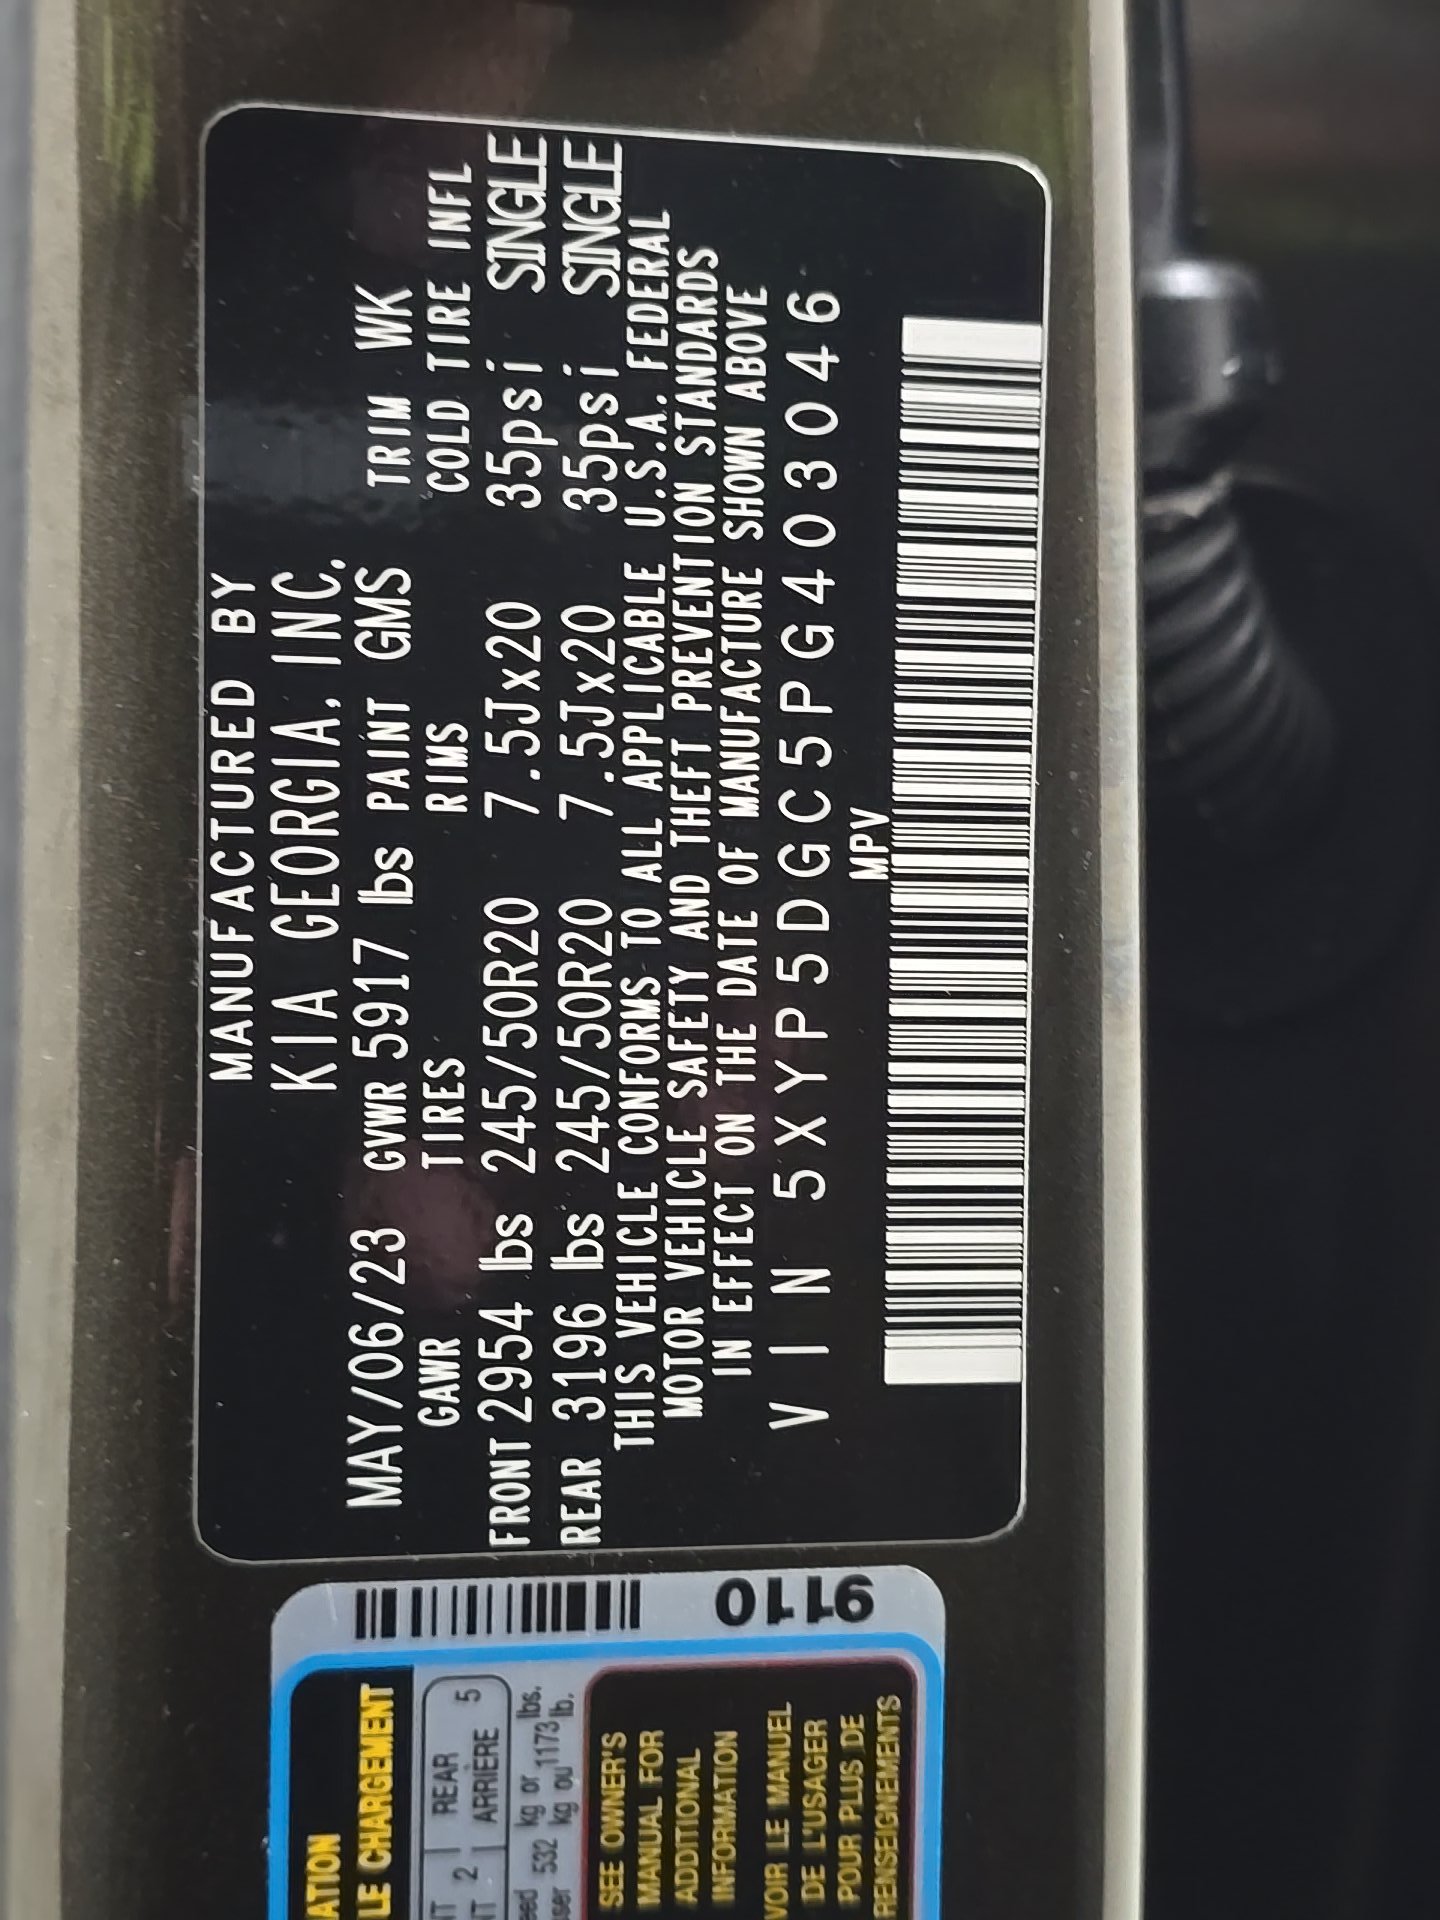 MANUFACTURED BY
KIA GEORGIA, INC.
MAY/06/23 GVWR 5917 lbs PAINT GMS TRIM WK
GAWR TIRES RIMS COLD TIRE INFL
FRONT 2954 lbs 245/50R20 7.5Jx20 35psi SINGLE
REAR 3196 lbs 245/50R20 7.5Jx20 35psi SINGLE
THIS VEHICLE CONFORMS TO ALL APPLICABLE U.S.A. FEDERAL
MOTOR VEHICLE SAFETY AND THEFT PREVENTION STANDARDS
IN EFFECT ON THE DATE OF MANUFACTURE SHOWN ABOVE
VIN 5XYP5DGC5PG403046
MPV
9110
LE CHARGEMENT
2 REAR
ARRIÈRE 5
532 kg or 1173 lbs.
kg ou lb.
SEE OWNER'S
MANUAL FOR
ADDITIONAL
INFORMATION
VOIR LE MANUEL
DE L'USAGER
POUR PLUS DE
RENSEIGNEMENTS